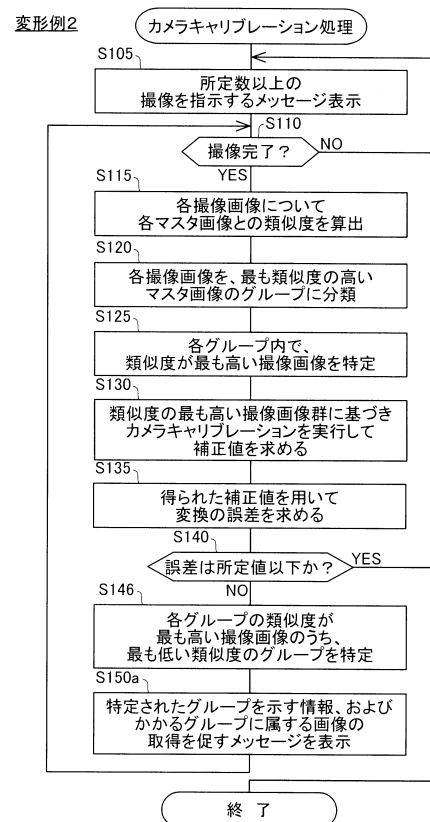 変形例2
カメラキャリブレーション処理
S105
所定数以上の
撮像を指示するメッセージ表示
S110
撮像完了？
NO
YES
S115
各撮像画像について
各マスタ画像との類似度を算出
S120
各撮像画像を、最も類似度の高い
マスタ画像のグループに分類
S125
各グループ内で、
類似度が最も高い撮像画像を特定
S130
類似度の最も高い撮像画像群に基づき
カメラキャリブレーションを実行して
補正値を求める
S135
得られた補正値を用いて
変換の誤差を求める
S140
誤差は所定値以下か？
YES
NO
S146
各グループの類似度が
最も高い撮像画像のうち、
最も低い類似度のグループを特定
S150a
特定されたグループを示す情報、および
かかるグループに属する画像の
取得を促すメッセージを表示
終 了